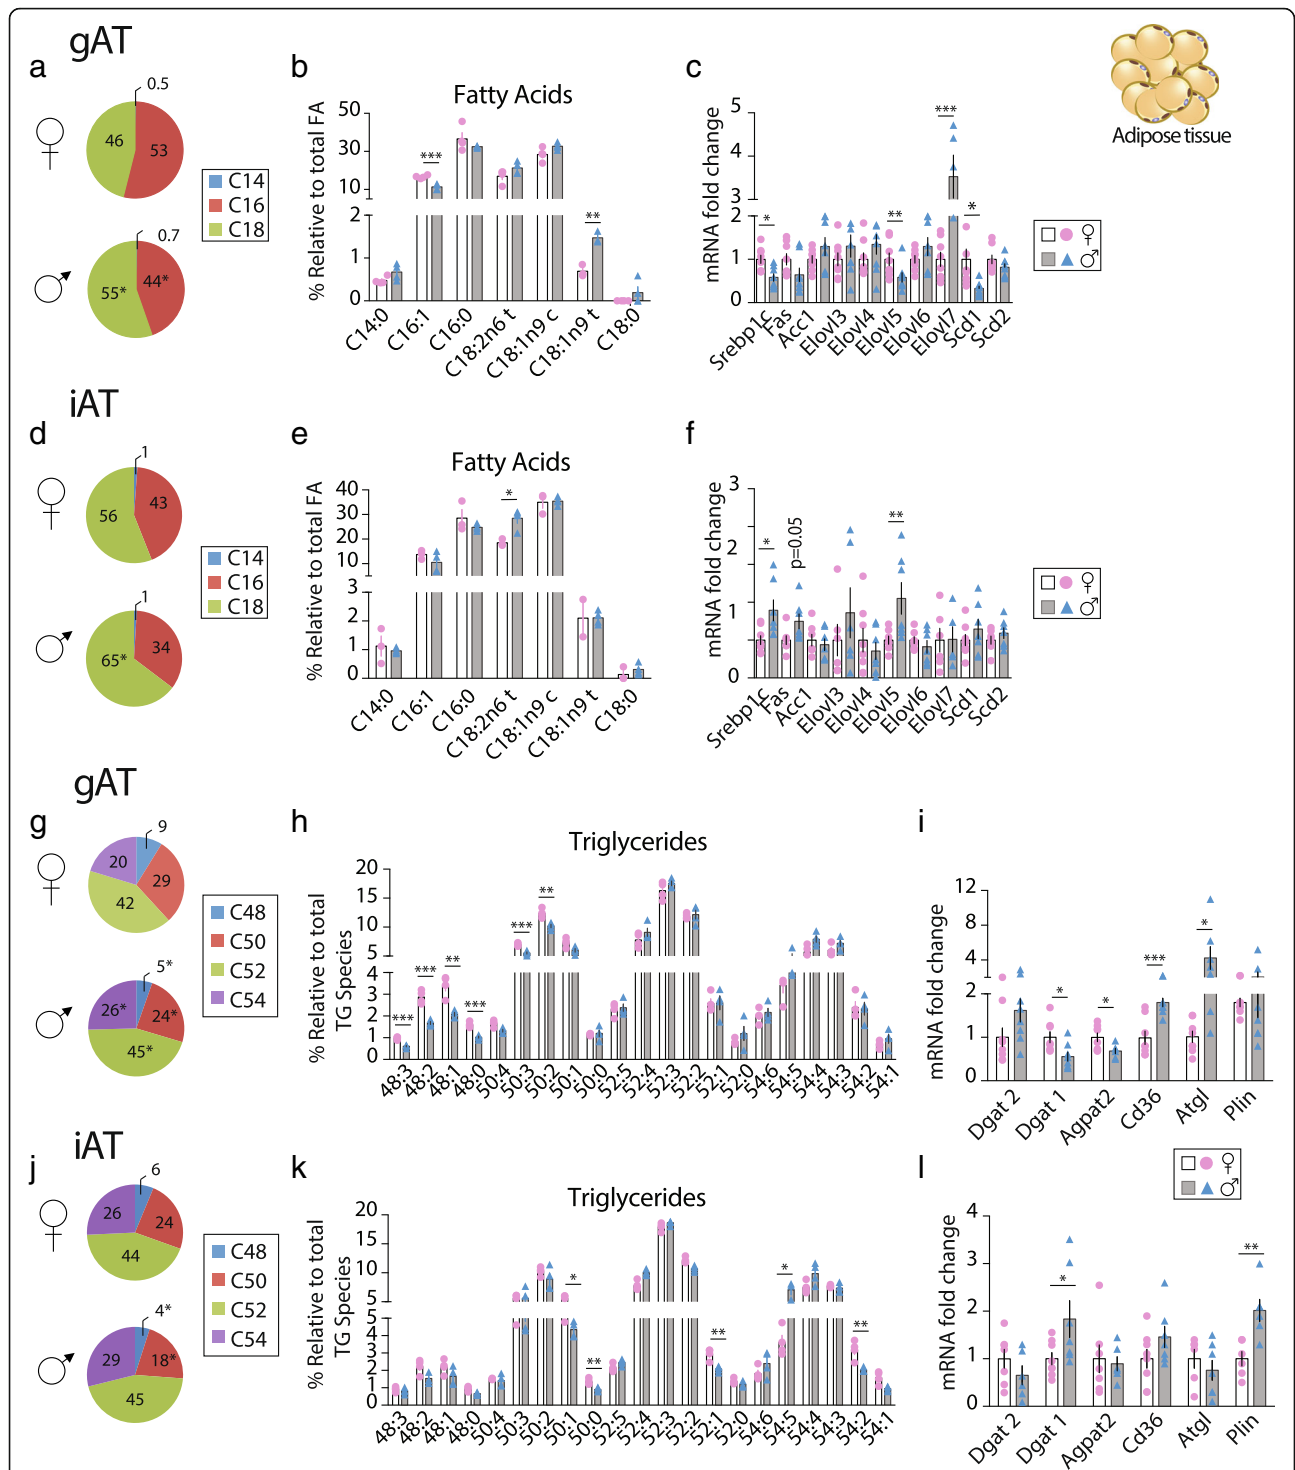 gAT
a
0.5
46
53
♀
C14
C16
C18
0.7
55*
44*
♂
b
Fatty Acids
% Relative to total FA
50
30
10
2
1
0
***
**
C14:0
C16:1
C16:0
C18:2n6 t
C18:1n9 c
C18:1n9 t
C18:0
c
mRNA fold change
5
4
3
2
1
0
*
**
***
*
Srebp1c
Fas
Acc1
Elovl3
Elovl4
Elovl5
Elovl6
Elovl7
Scd1
Scd2
Adipose tissue
♀
♂
iAT
d
1
56
43
♀
C14
C16
C18
1
65*
34
♂
e
Fatty Acids
% Relative to total FA
40
30
20
10
3
2
1
0
*
C14:0
C16:1
C16:0
C18:2n6 t
C18:1n9 c
C18:1n9 t
C18:0
f
mRNA fold change
3
2
1
0
*
p=0.05
**
Srebp1c
Fas
Acc1
Elovl3
Elovl4
Elovl5
Elovl6
Elovl7
Scd1
Scd2
♀
♂
gAT
g
9
20
29
42
♀
C48
C50
C52
C54
5*
26*
24*
45*
♂
h
Triglycerides
% Relative to total
TG Species
20
15
10
5
4
3
2
1
0
***
***
**
***
***
**
48:3
48:2
48:1
48:0
50:4
50:3
50:2
50:1
50:0
52:5
52:4
52:3
52:2
52:1
52:0
54:6
54:5
54:4
54:3
54:2
54:1
i
mRNA fold change
12
8
4
2
1
0
*
*
***
*
Dgat 2
Dgat 1
Agpat2
Cd36
Atgl
Plin
iAT
j
6
26
24
44
♀
C48
C50
C52
C54
4*
29
18*
45
♂
k
Triglycerides
% Relative to total
TG Species
20
15
10
5
5
4
3
2
1
0
*
**
**
*
**
48:3
48:2
48:1
48:0
50:4
50:3
50:2
50:1
50:0
52:5
52:4
52:3
52:2
52:1
52:0
54:6
54:5
54:4
54:3
54:2
54:1
♀
♂
l
mRNA fold change
4
3
2
1
0
*
**
Dgat 2
Dgat 1
Agpat2
Cd36
Atgl
Plin